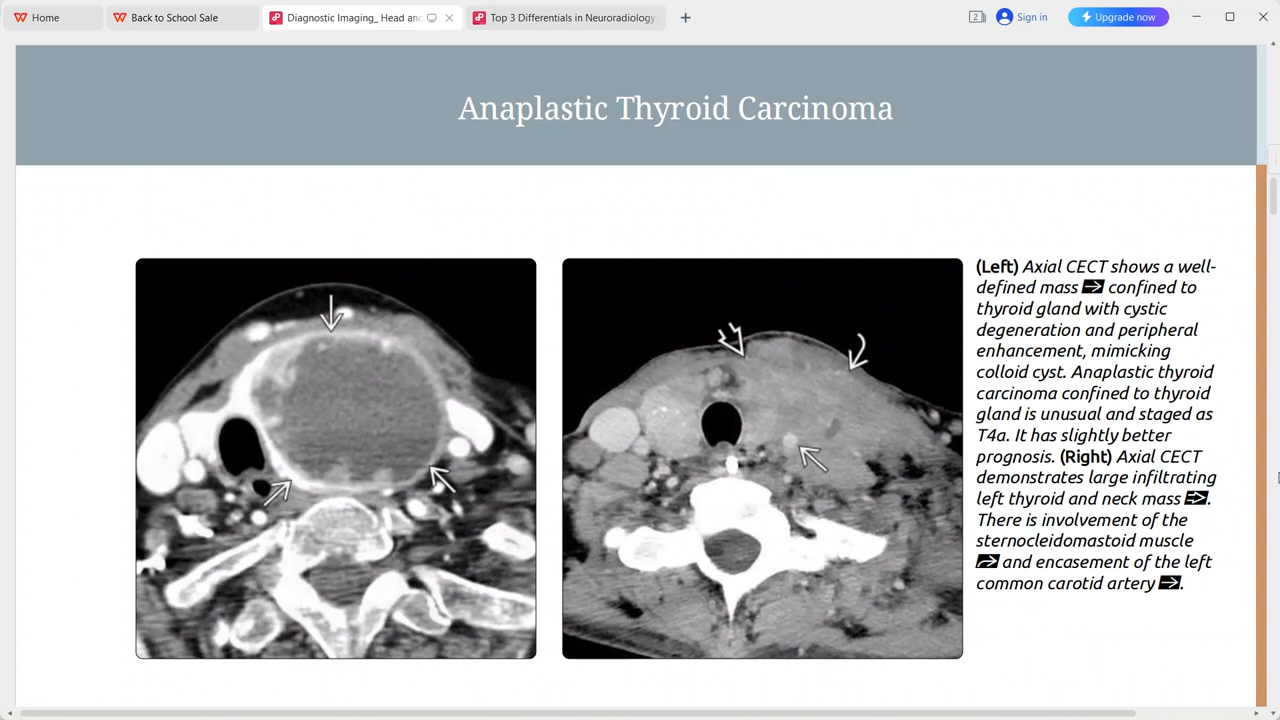 Home
Back to School Sale
Diagnostic Imaging_ Head an
Top 3 Differentials in Neuroradiology
2
Sign in
Upgrade now
Anaplastic Thyroid Carcinoma
(Left) Axial CECT shows a well-
defined mass confined to
thyroid gland with cystic
degeneration and peripheral
enhancement, mimicking
colloid cyst. Anaplastic thyroid
carcinoma confined to thyroid
gland is unusual and staged as
T4a. It has slightly better
prognosis. (Right) Axial CECT
demonstrates large infiltrating
left thyroid and neck mass .
There is involvement of the
sternocleidomastoid muscle
and encasement of the left
common carotid artery .